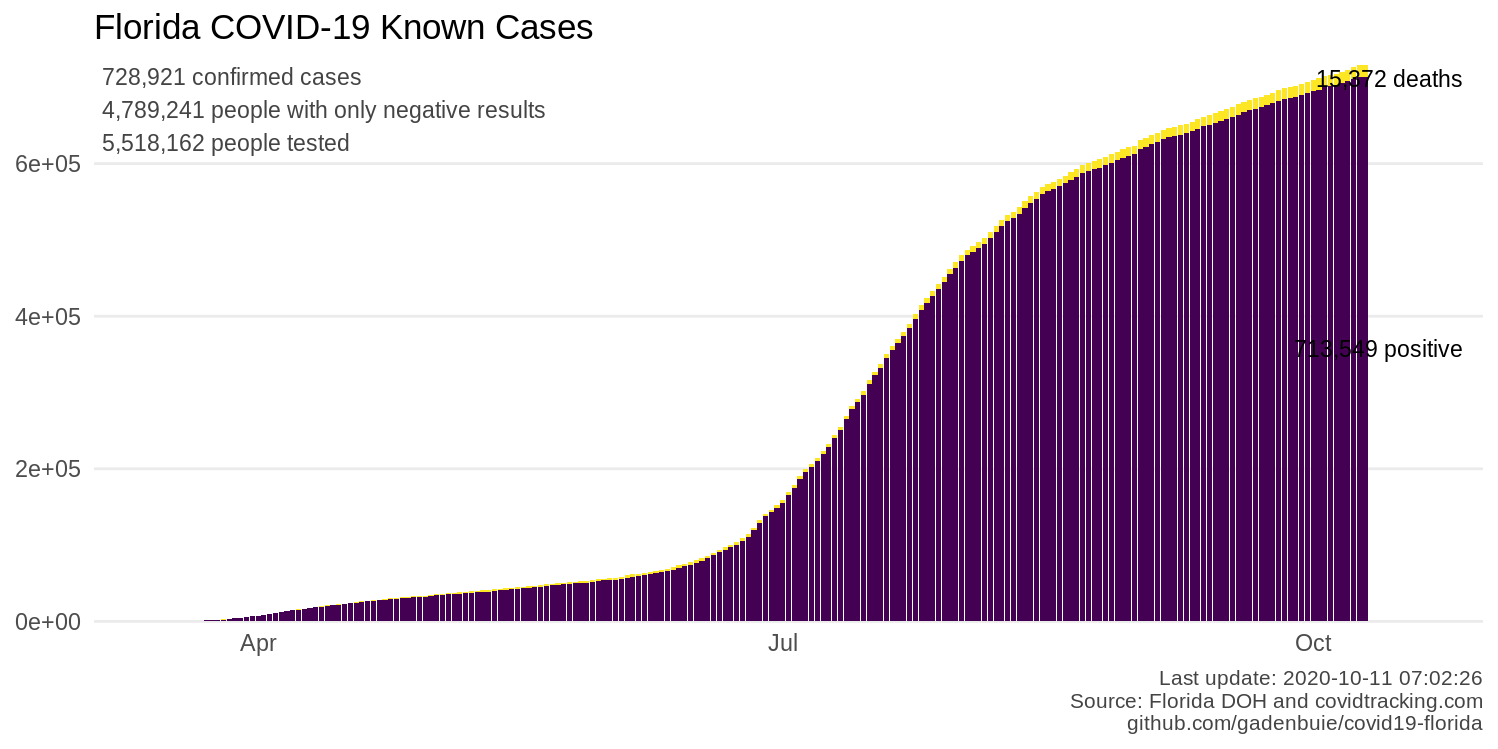 Florida COVID-19 Known Cases
728,921 confirmed cases
4,789,241 people with only negative results
5,518,162 people tested
15,372 deaths
713,549 positive
6e+05
4e+05
2e+05
0e+00
Apr
Jul
Oct
Last update: 2020-10-11 07:02:26
Source: Florida DOH and covidtracking.com
github.com/gadenbuie/covid19-florida